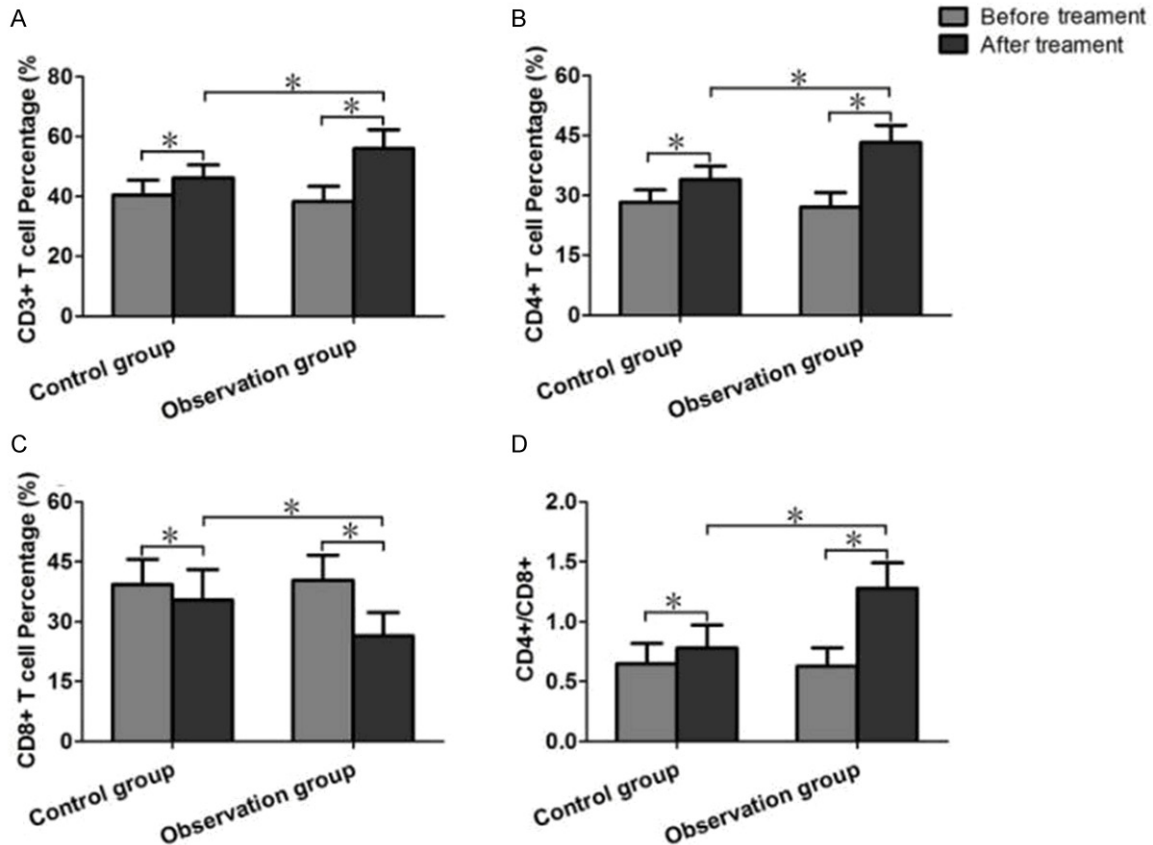 A
B
Before treament
After treament
CD3+ T cell Percentage (%
80
60
40
20
0
*
*
*
Control group
Observation group
CD4+ T cell Percentage (%)
60
45
30
15
0
*
*
*
Control group
Observation group
C
D
CD8+ T cell Percentage (%)
60
45
30
15
0
*
*
*
Control group
Observation group
CD4+/CD8+
2.0
1.5
1.0
0.5
0.0
*
*
*
Control group
Observation group